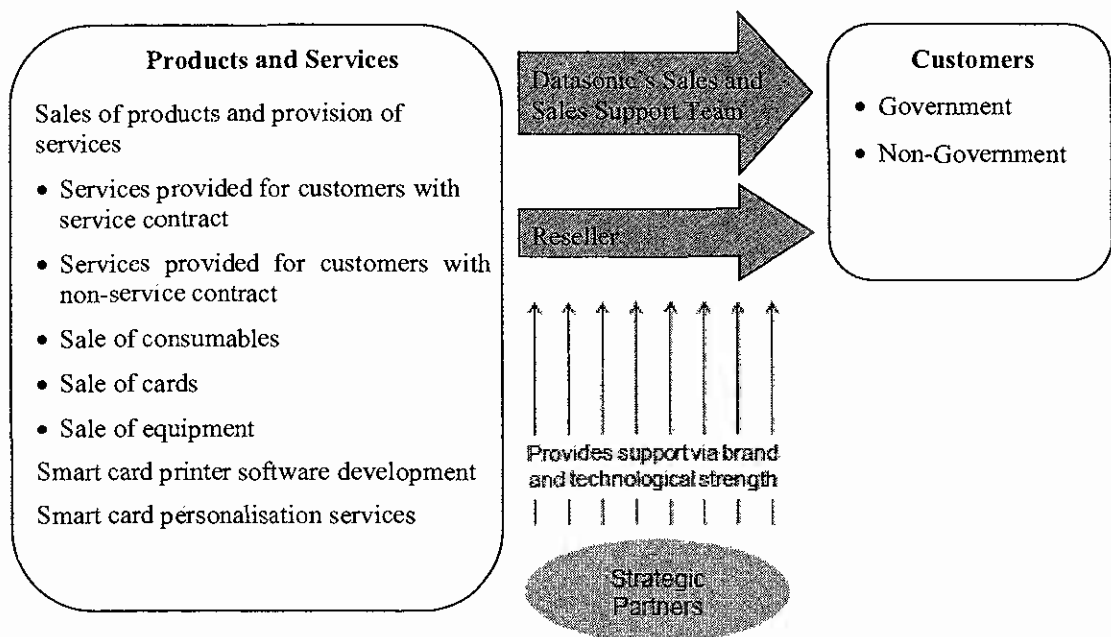 Products and Services
Sales of products and provision of
services
• Services provided for customers with
service contract
• Services provided for customers with
non-service contract
• Sale of consumables
• Sale of cards
• Sale of equipment
Smart card printer software development
Smart card personalisation services
Datasonic's Sales and
Sales Support Team
Reseller
Provides support via brand
and technological strength
Strategic
Partners
Customers
• Government
• Non-Government